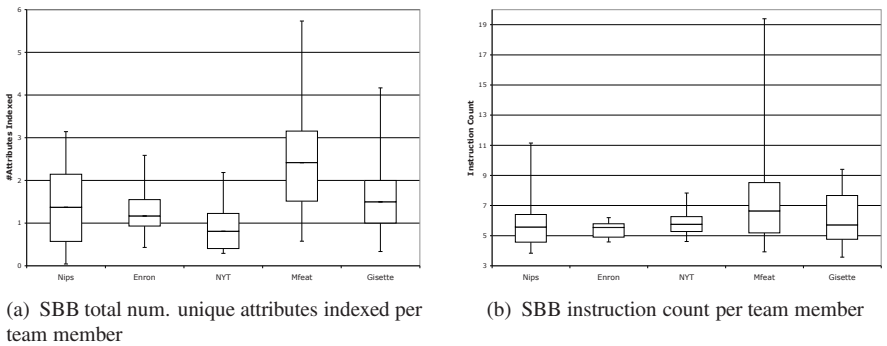 6
5
4
3
2
1
0
#Attributes Indexed
Nips Enron NYT Mfeat Gisette
19
17
15
13
11
9
7
5
3
Instruction Count
Nips Enron NYT Mfeat Gisette
(a) SBB total num. unique attributes indexed per
team member
(b) SBB instruction count per team member